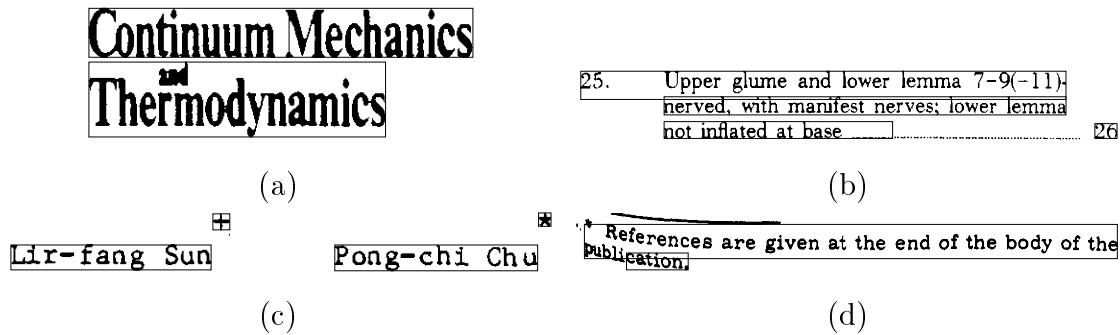 Continuum Mechanics
and
Thermodynamics
(a)
25. Upper glume and lower lemma 7-9(-11)-
nerved, with manifest nerves; lower lemma
not inflated at base 26
(b)
+ *
Lir-fang Sun Pong-chi Chu
(c)
* References are given at the end of the body of the
publication.
(d)